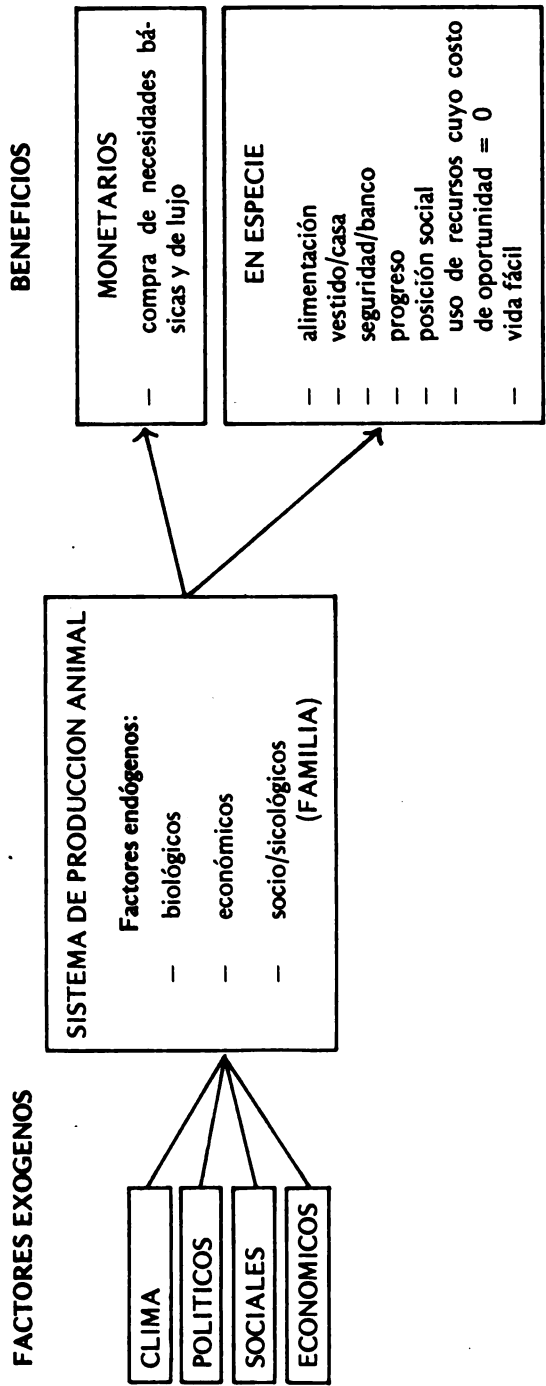 FACTORES EXOGENOS
CLIMA
POLITICOS
SOCIALES
ECONOMICOS
SISTEMA DE PRODUCCION ANIMAL
Factores endógenos:
— biológicos
— económicos
— socio/sicológicos
(FAMILIA)
BENEFICIOS
MONETARIOS
— compra de necesidades bá-
sicas y de lujo
EN ESPECIE
— alimentación
— vestido/casa
— seguridad/banco
— progreso
— posición social
— uso de recursos cuyo costo
de oportunidad = 0
— vida fácil